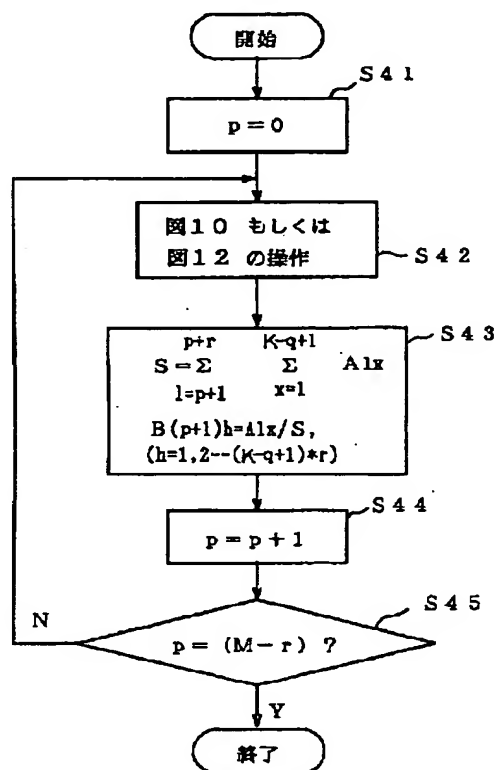 開始
S41
p=0
図10 もしくは
図12 の操作
S42
S43
p+r K-q+1
S=Σ Σ Alx
l=p+1 x=1
B(p+1)h=Alx/S,
(h=1,2--(K-q+1)*r)
S44
p=p+1
S45
N
p=(M-r) ?
Y
終了